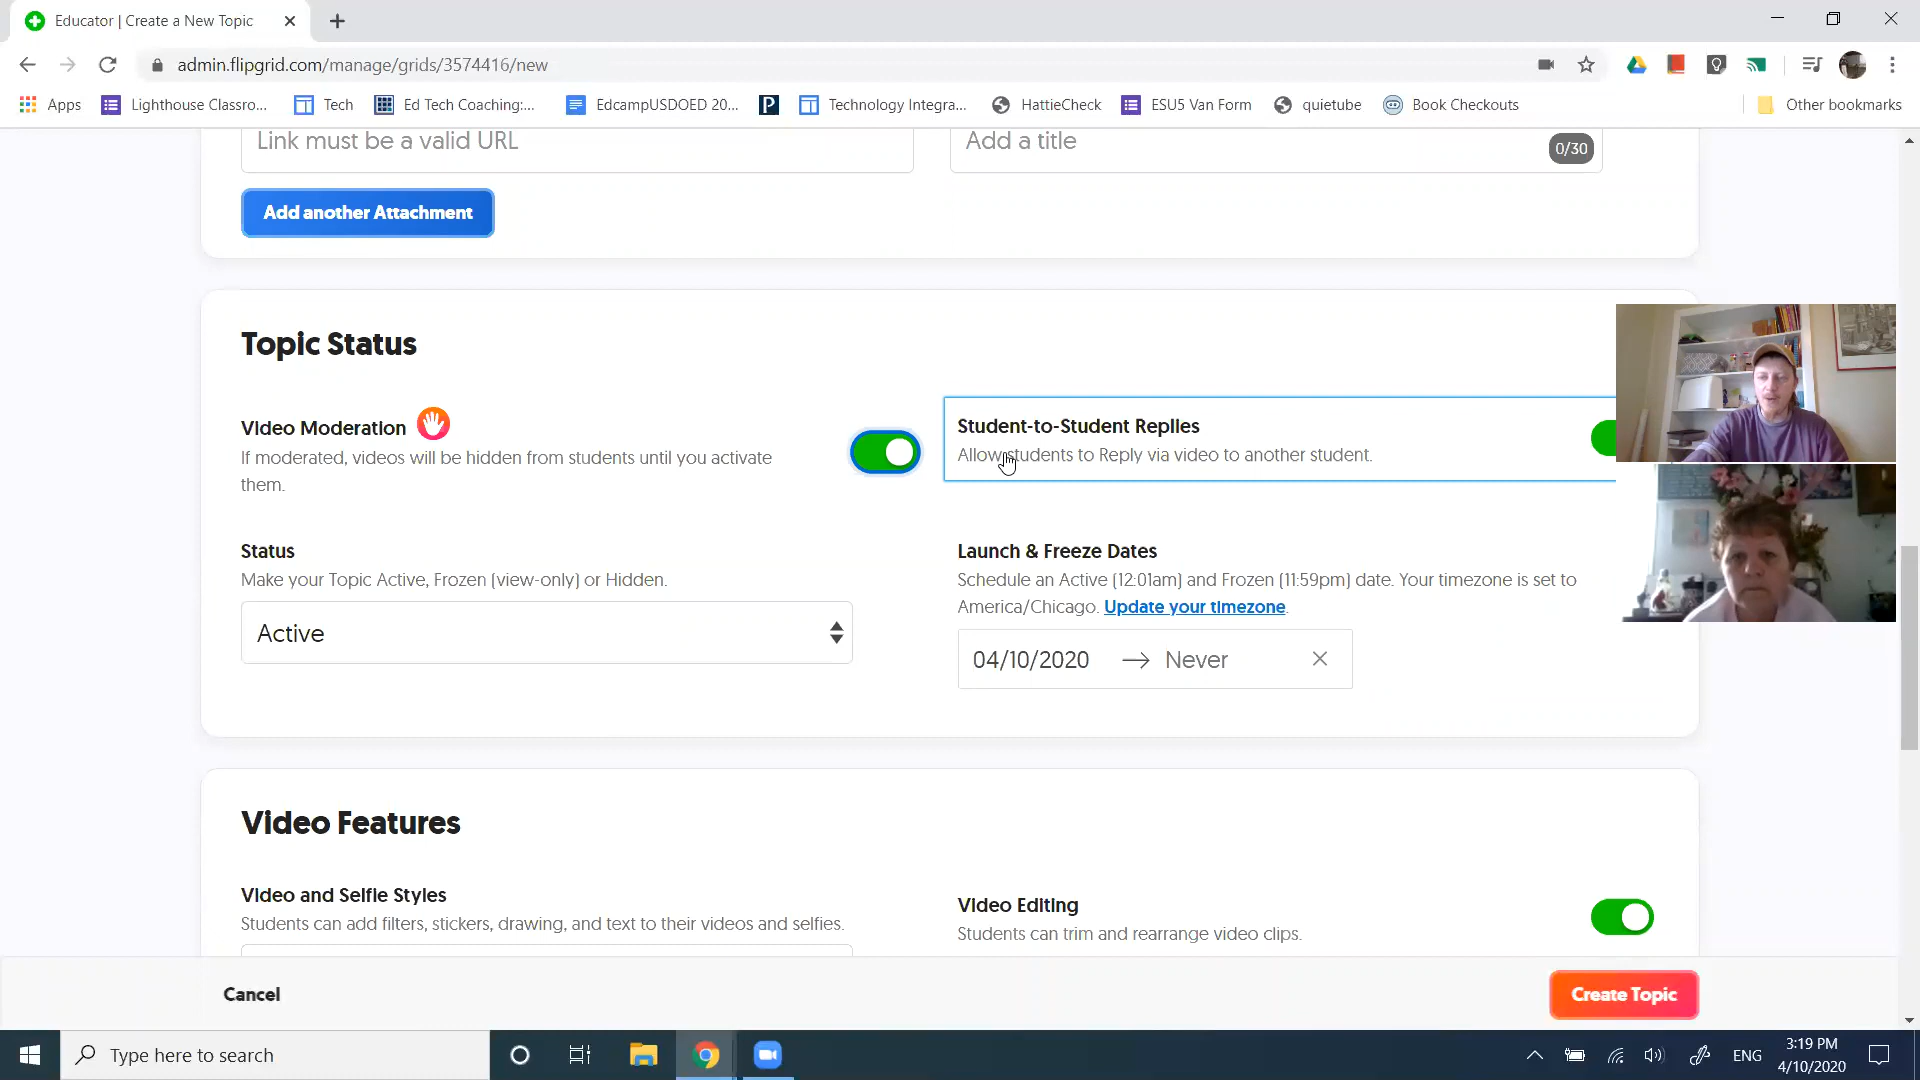 Educator | Create a New Topic
admin.flipgrid.com/manage/grids/3574416/new
Apps
Lighthouse Classro...
Tech
Ed Tech Coaching:...
EdcampUSDOED 20...
P
Technology Integra...
HattieCheck
ESU5 Van Form
quietube
Book Checkouts
Other bookmarks
Link must be a valid URL
Add a title
0/30
Add another Attachment
Topic Status
Video Moderation
If moderated, videos will be hidden from students until you activate
them.
Student-to-Student Replies
Allow students to Reply via video to another student.
Status
Make your Topic Active, Frozen (view-only) or Hidden.
Active
Launch & Freeze Dates
Schedule an Active (12:01am) and Frozen (11:59pm) date. Your timezone is set to
America/Chicago. Update your timezone.
04/10/2020 → Never
Video Features
Video and Selfie Styles
Students can add filters, stickers, drawing, and text to their videos and selfies.
Video Editing
Students can trim and rearrange video clips.
Cancel
Create Topic
Type here to search
ENG
3:19 PM
4/10/2020